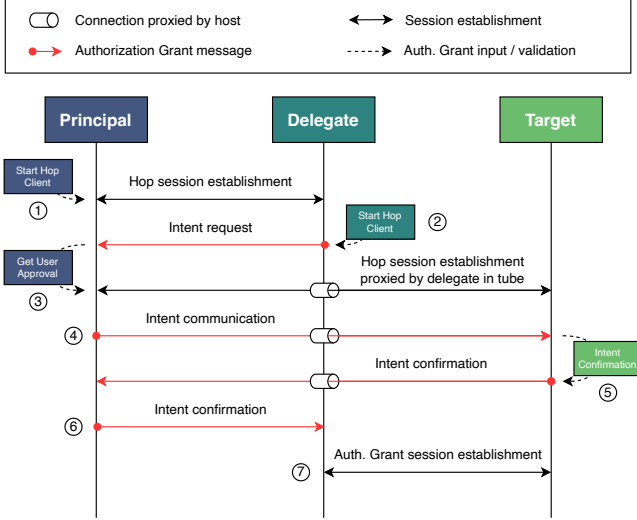 Connection proxied by host
Session establishment
Authorization Grant message
Auth. Grant input / validation
Principal
Delegate
Target
Start Hop
Client
Hop session establishment
1
Intent request
Start Hop
Client
2
Get User
Approval
Hop session establishment
proxied by delegate in tube
3
4
Intent communication
Intent
Confirmation
Intent confirmation
5
Intent confirmation
6
Auth. Grant session establishment
7